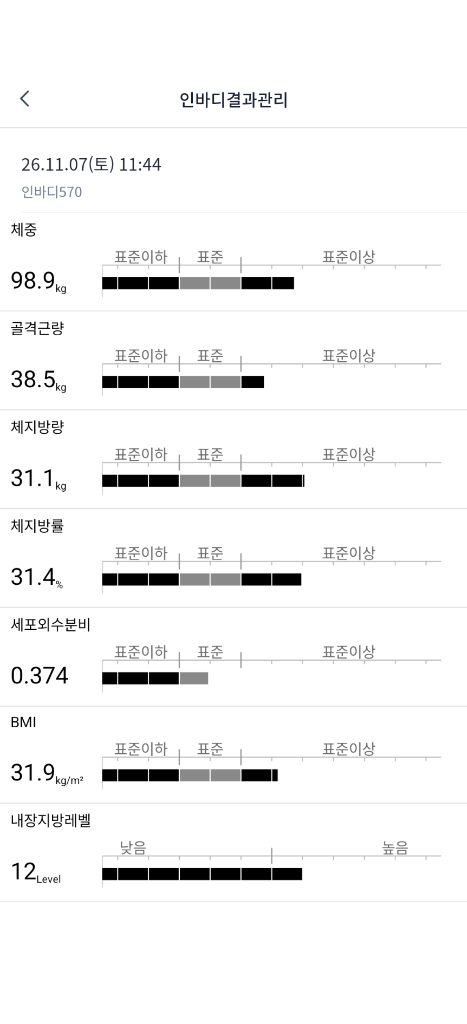 인바디결과관리
26.11.07(토) 11:44
인바디570
체중
표준이하 표준 표준이상
98.9kg
골격근량
표준이하 표준 표준이상
38.5kg
체지방량
표준이하 표준 표준이상
31.1kg
체지방률
표준이하 표준 표준이상
31.4%
세포외수분비
표준이하 표준 표준이상
0.374
BMI
표준이하 표준 표준이상
31.9kg/m²
내장지방레벨
낮음 높음
12Level